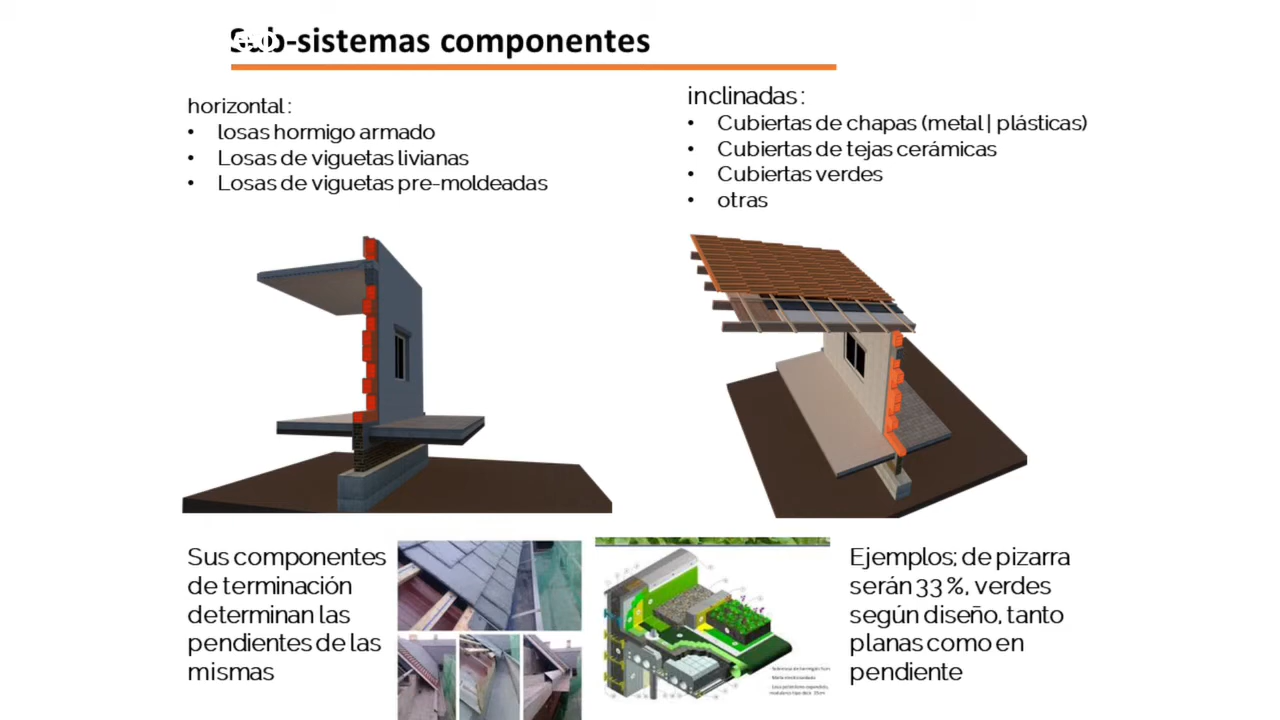 Sub-sistemas componentes
horizontal :
• losas hormigo armado
• Losas de viguetas livianas
• Losas de viguetas pre-moldeadas
inclinadas :
• Cubiertas de chapas (metal | plásticas)
• Cubiertas de tejas cerámicas
• Cubiertas verdes
• otras
Sus componentes
de terminación
determinan las
pendientes de las
mismas
Ejemplos; de pizarra
serán 33 %, verdes
según diseño, tanto
planas como en
pendiente